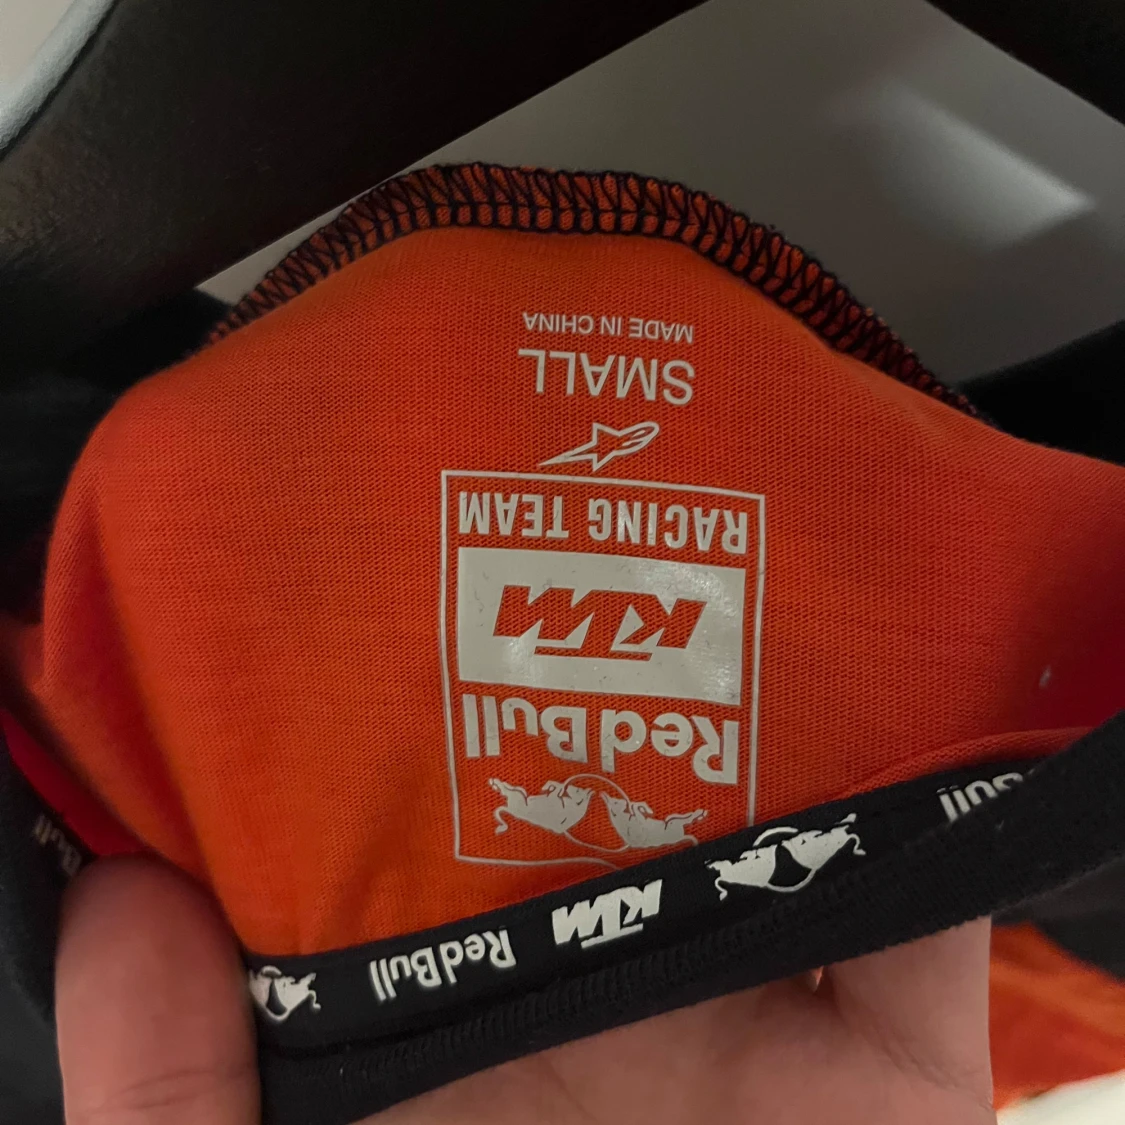 Red Bull
KTM
RACING TEAM
SMALL
MADE IN CHINA
Red Bull
KTM
Red Bull